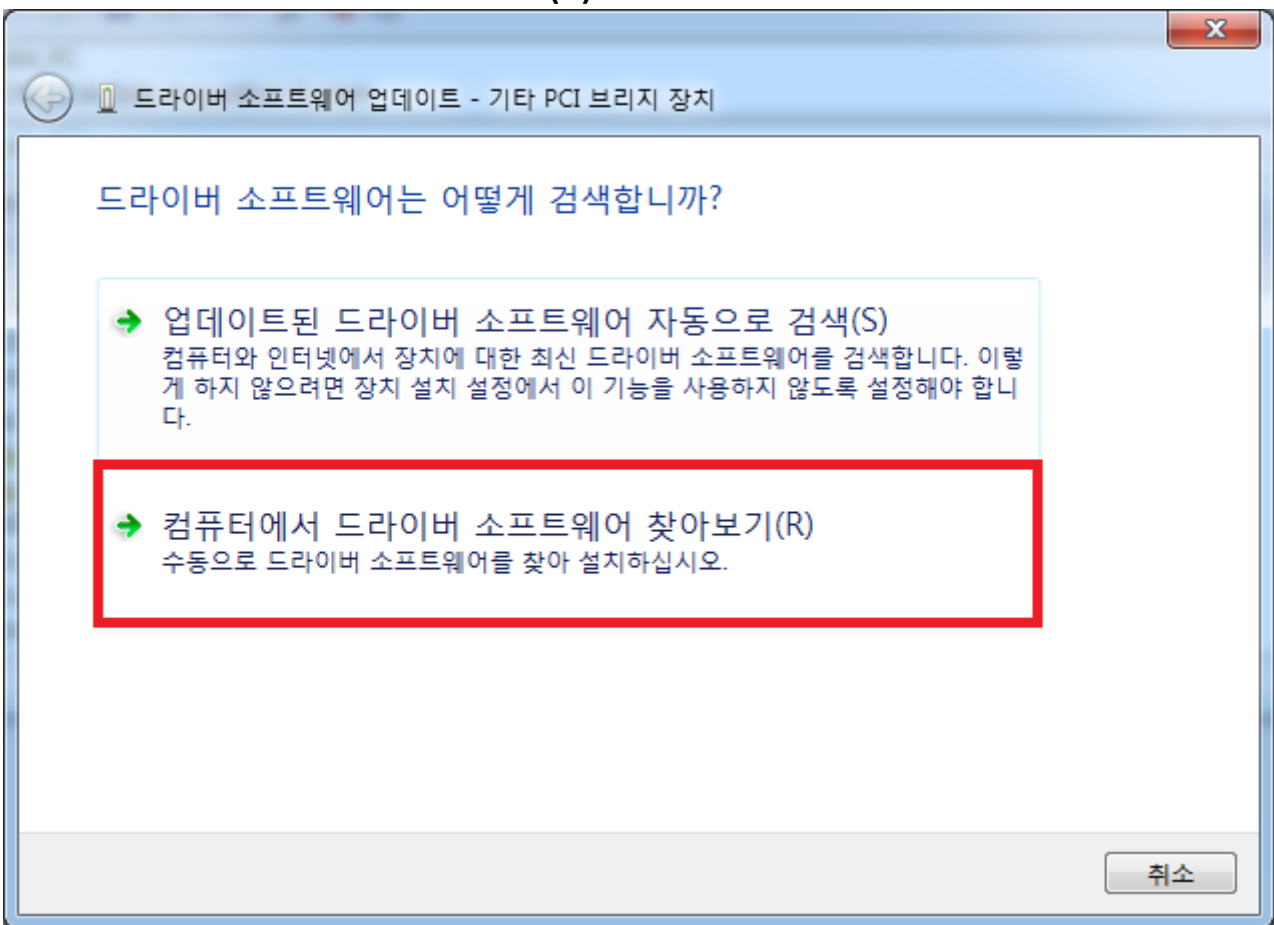 드라이버 소프트웨어 업데이트 - 기타 PCI 브리지 장치
드라이버 소프트웨어는 어떻게 검색합니까?
업데이트된 드라이버 소프트웨어 자동으로 검색(S)
컴퓨터와 인터넷에서 장치에 대한 최신 드라이버 소프트웨어를 검색합니다. 이렇
게 하지 않으려면 장치 설치 설정에서 이 기능을 사용하지 않도록 설정해야 합니
다.
컴퓨터에서 드라이버 소프트웨어 찾아보기(R)
수동으로 드라이버 소프트웨어를 찾아 설치하십시오.
취소